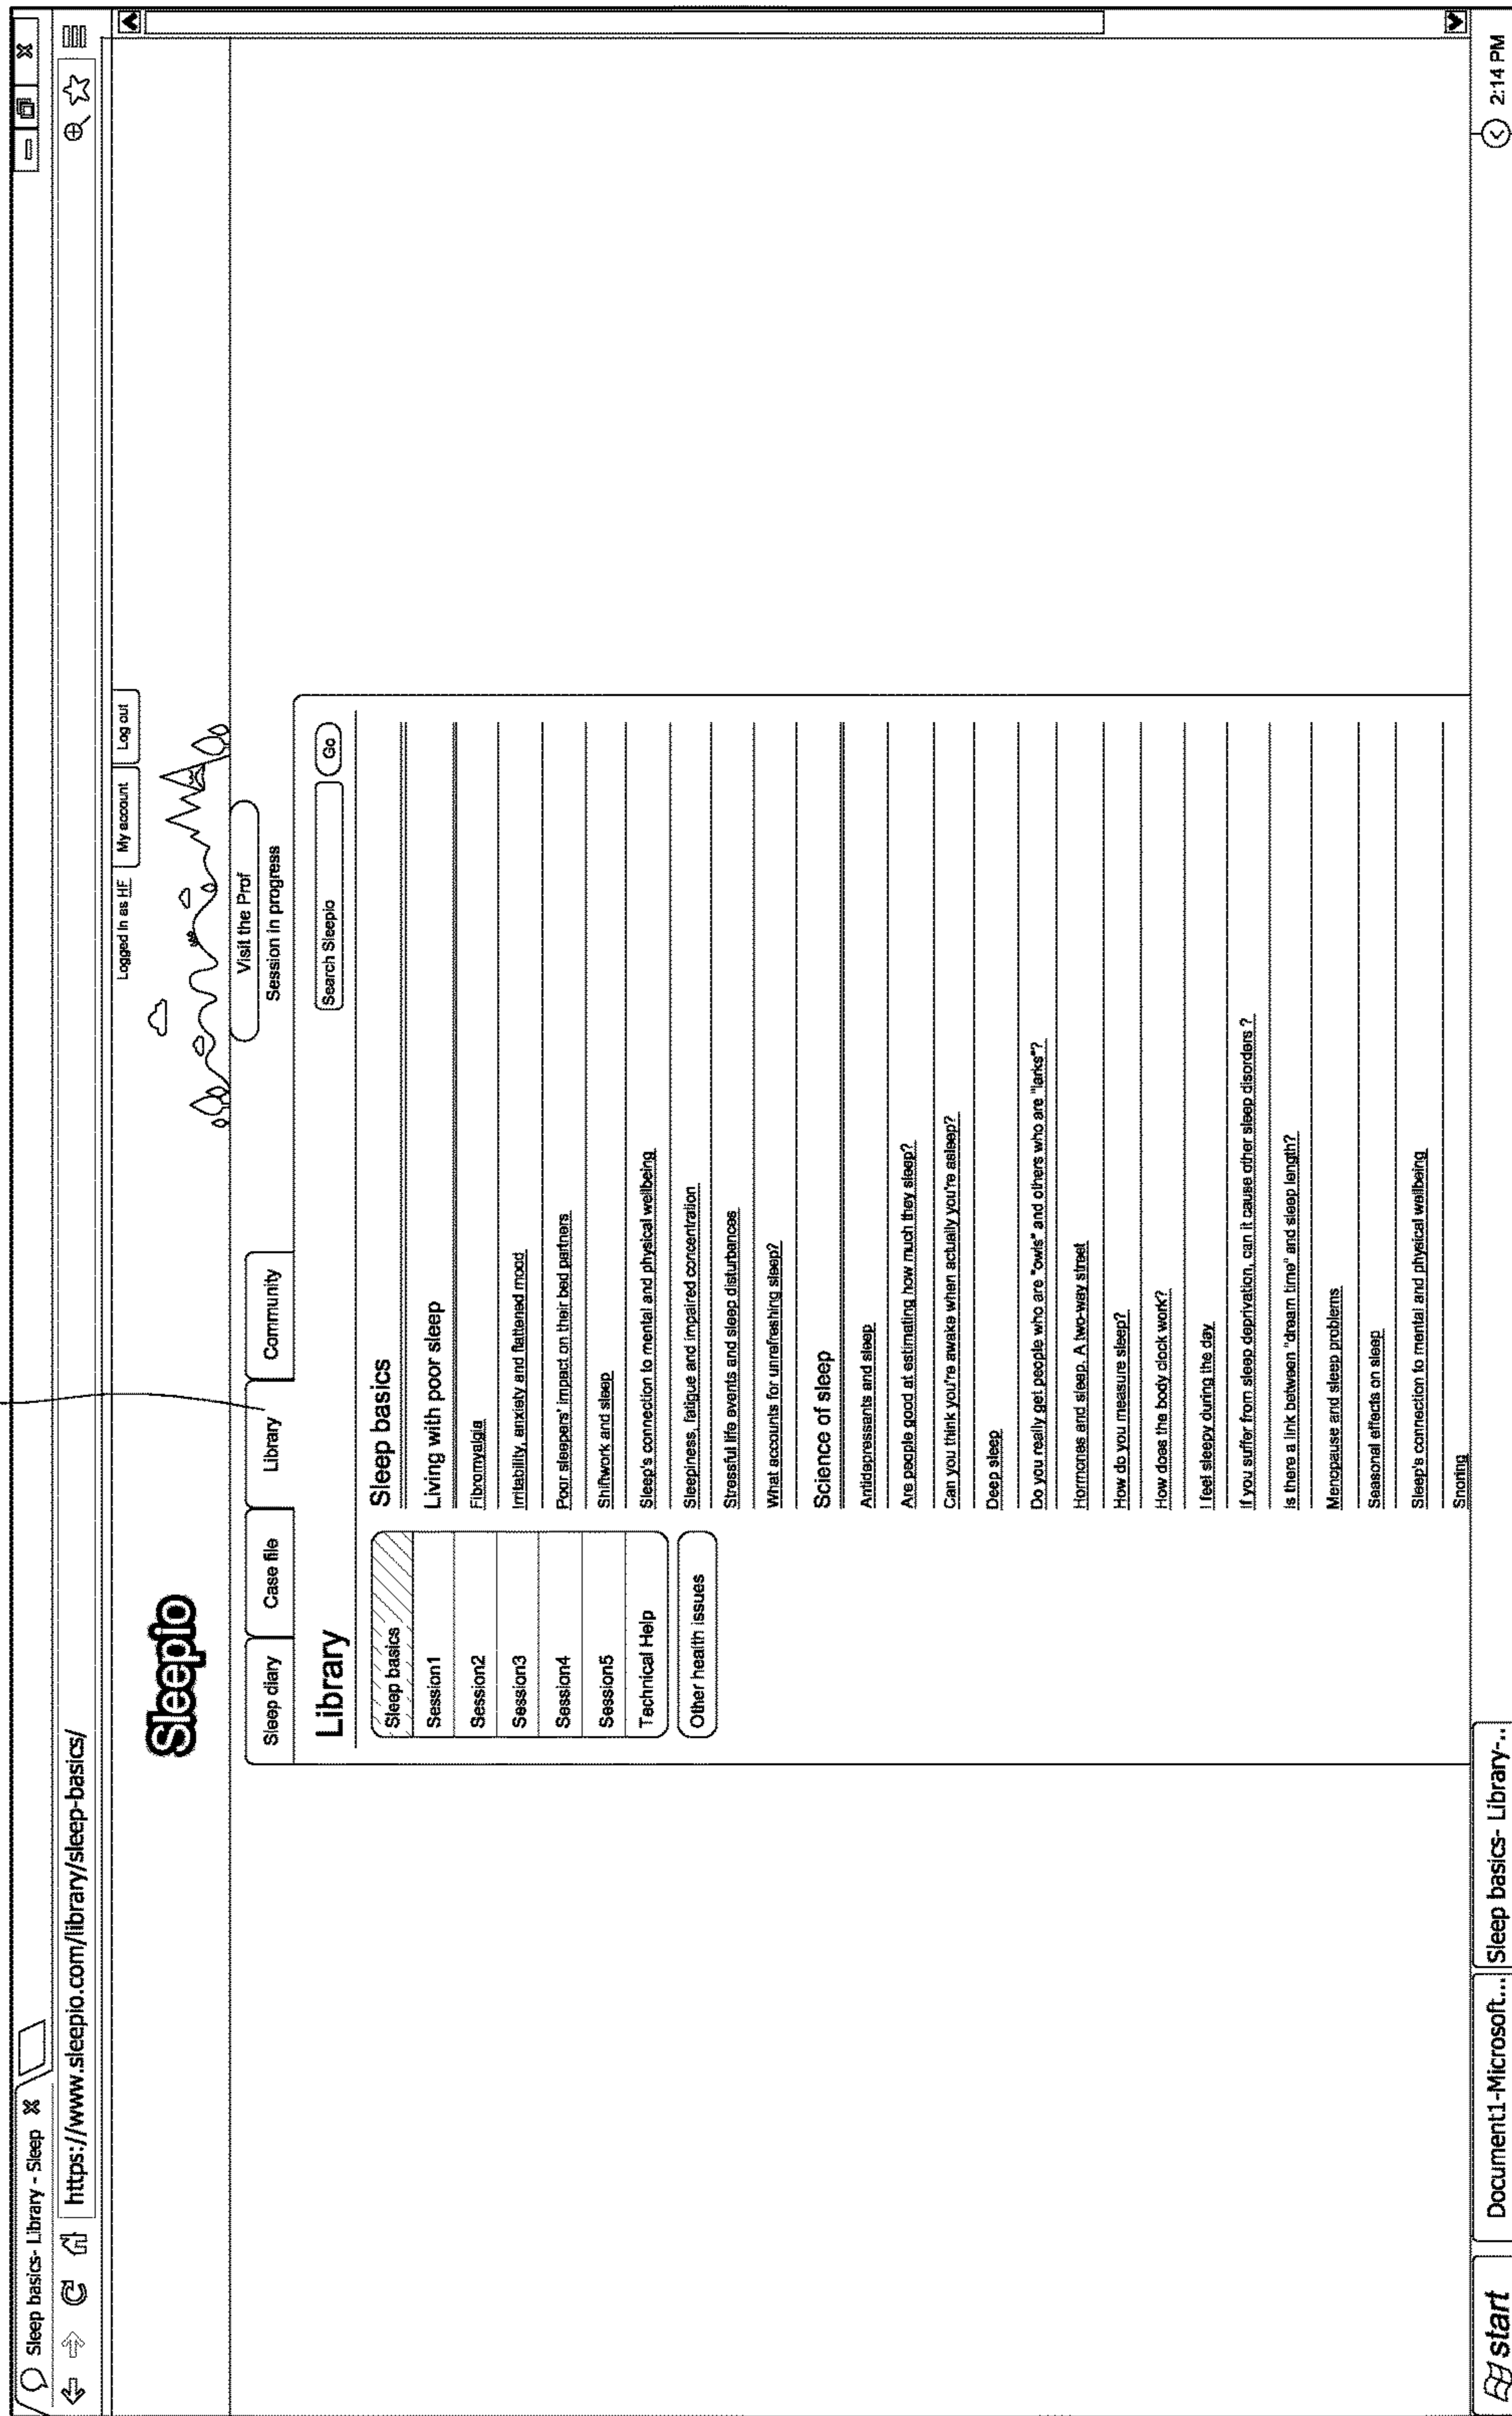 Sleep basics- Library - Sleep
https://www.sleepio.com/library/sleep-basics/
Logged in as HF
My account
Log out
Sleepio
Visit the Prof
Session in progress
Sleep diary
Case file
Library
Community
Library
Search Sleepio
Go
Sleep basics
Session1
Session2
Session3
Session4
Session5
Technical Help
Other health issues
Sleep basics
Living with poor sleep
Fibromyalgia
Irritability, anxiety and flattened mood
Poor sleepers' impact on their bed partners
Shiftwork and sleep
Sleep's connection to mental and physical wellbeing
Sleepiness, fatigue and impaired concentration
Stressful life events and sleep disturbances
What accounts for unrefreshing sleep?
Science of sleep
Antidepressants and sleep
Are people good at estimating how much they sleep?
Can you think you're awake when actually you're asleep?
Deep sleep
Do you really get people who are "owls" and others who are "larks"?
Hormones and sleep. A two-way street
How do you measure sleep?
How does the body clock work?
I feel sleepy during the day
If you suffer from sleep deprivation, can it cause other sleep disorders ?
Is there a link between "dream time" and sleep length?
Menopause and sleep problems
Seasonal effects on sleep
Sleep's connection to mental and physical wellbeing
Snoring
start
Document1-Microsoft...
Sleep basics- Library-..
2:14 PM